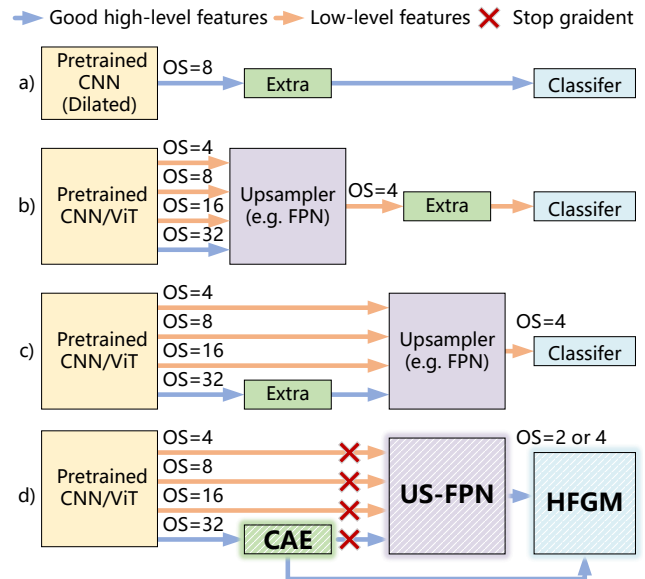 Good high-level features Low-level features Stop graident
a)
Pretrained
CNN
(Dilated)
OS=8
Extra
Classifer
b)
Pretrained
CNN/ViT
OS=4
OS=8
OS=16
OS=32
Upsampler
(e.g. FPN)
OS=4
Extra
Classifer
c)
Pretrained
CNN/ViT
OS=4
OS=8
OS=16
OS=32
Extra
Upsampler
(e.g. FPN)
OS=4
Classifer
d)
Pretrained
CNN/ViT
OS=4
OS=8
OS=16
OS=32
CAE
US-FPN
OS=2 or 4
HFGM